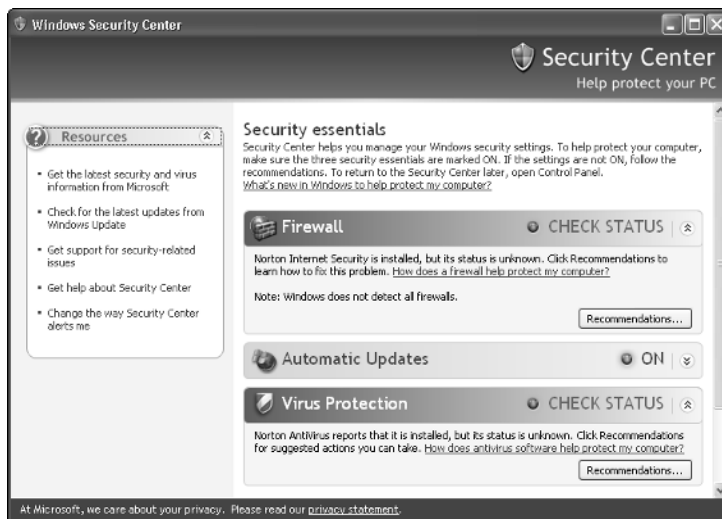 Windows Security Center
Security Center
Help protect your PC
Resources
Get the latest security and virus
information from Microsoft
Check for the latest updates from
Windows Update
Get support for security-related
issues
Get help about Security Center
Change the way Security Center
alerts me
Security essentials
Security Center helps you manage your Windows security settings. To help protect your computer,
make sure the three security essentials are marked ON. If the settings are not ON, follow the
recommendations. To return to the Security Center later, open Control Panel.
What's new in Windows to help protect my computer?
Firewall CHECK STATUS
Norton Internet Security is installed, but its status is unknown. Click Recommendations to
learn how to fix this problem. How does a firewall help protect my computer?
Note: Windows does not detect all firewalls.
Recommendations...
Automatic Updates ON
Virus Protection CHECK STATUS
Norton AntiVirus reports that it is installed, but its status is unknown. Click Recommendations
for suggested actions you can take. How does antivirus software help protect my computer?
Recommendations...
At Microsoft, we care about your privacy. Please read our privacy statement.